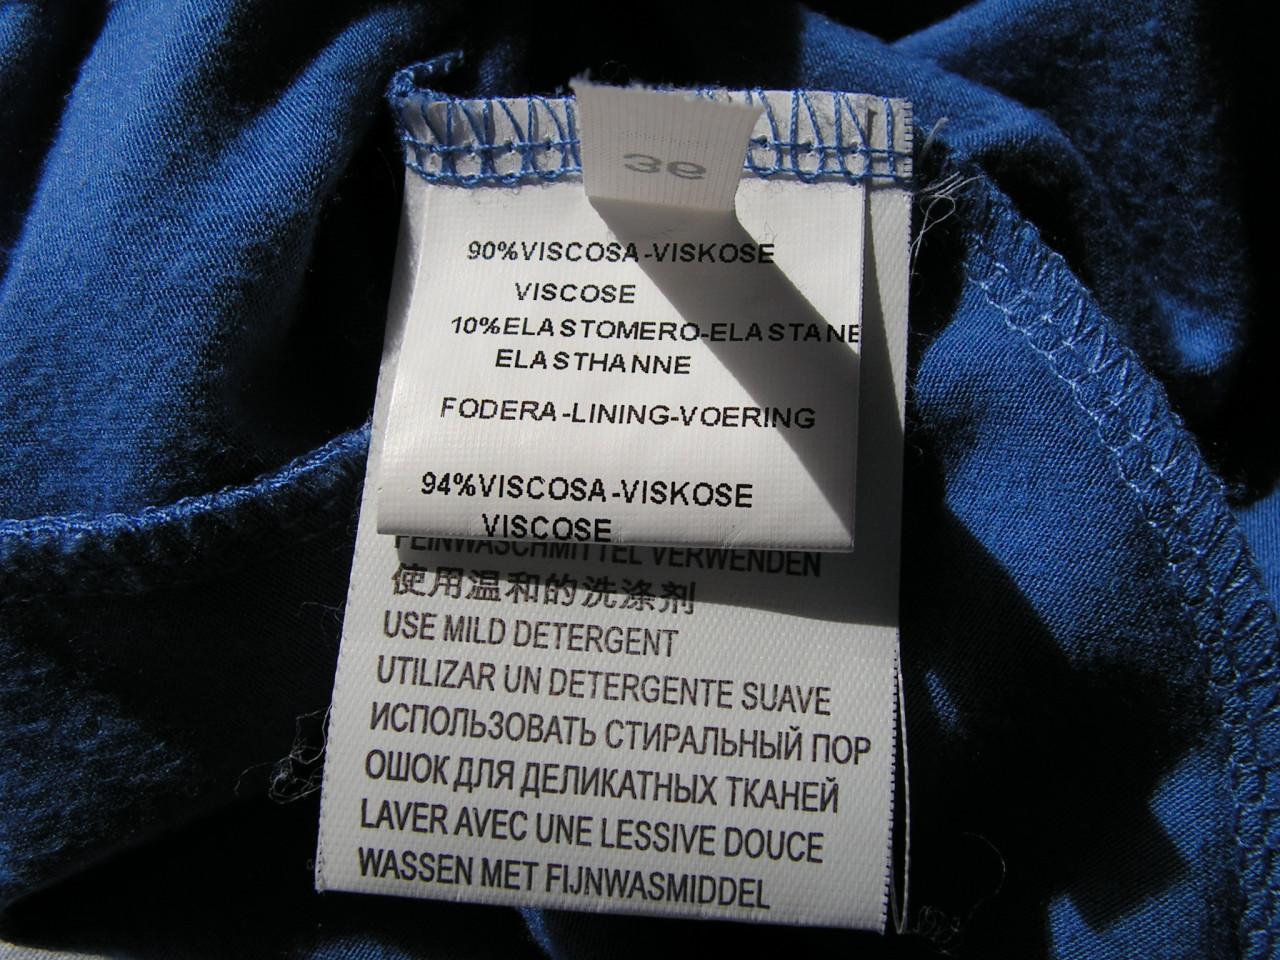 36
90%VISCOSA-VISKOSE
VISCOSE
10%ELASTOMERO-ELASTANE
ELASTHANNE
FODERA-LINING-VOERING
94%VISCOSA-VISKOSE
VISCOSE
FEINWASCHMITTEL VERWENDEN
使用温和的洗涤剂
USE MILD DETERGENT
UTILIZAR UN DETERGENTE SUAVE
ИСПОЛЬЗОВАТЬ СТИРАЛЬНЫЙ ПОР
ОШОК ДЛЯ ДЕЛИКАТНЫХ ТКАНЕЙ
LAVER AVEC UNE LESSIVE DOUCE
WASSEN MET FIJNWASMIDDEL